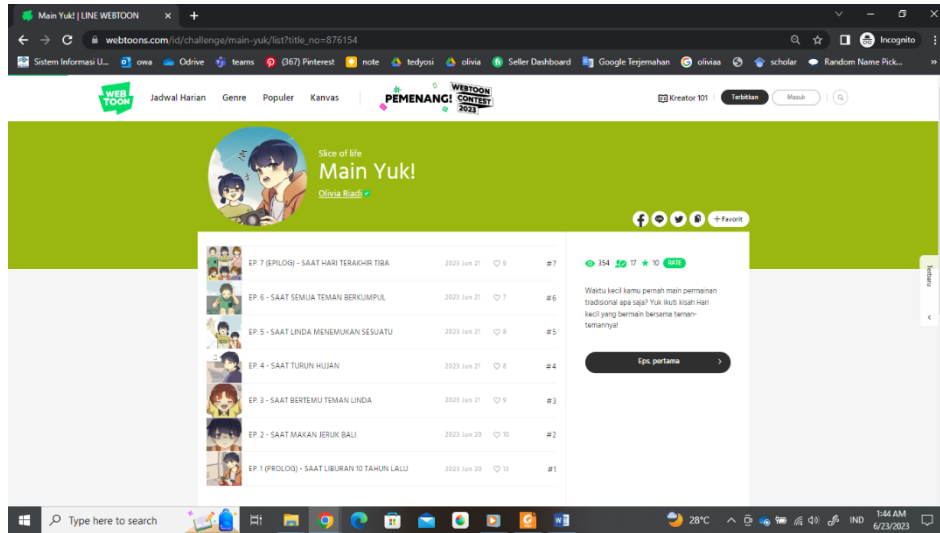 Main Yuk! | LINE WEBTOON
webtoons.com/id/challenge/main-yuk/list?title_no=876154
Incognito
Sistem Informasi U... owa Odrive teams (367) Pinterest note tedyosi olivia Seller Dashboard Google Terjemahan oliviaa scholar Random Name Pick... »
WEB TOON Jadwal Harian Genre Populer Kanvas PEMENANG! WEBTOON CONTEST 2023 Kreator 101 Terbitkan Masuk
Slice of life
Main Yuk!
Olivia Riadi
+ Favorit
EP. 7 (EPILOG) - SAAT HARI TERAKHIR TIBA 2023 Jun 21 9 #7
EP. 6 - SAAT SEMUA TEMAN BERKUMPUL 2023 Jun 21 7 #6
EP. 5 - SAAT LINDA MENEMUKAN SESUATU 2023 Jun 21 8 #5
EP. 4 - SAAT TURUN HUJAN 2023 Jun 21 8 #4
EP. 3 - SAAT BERTEMU TEMAN LINDA 2023 Jun 21 9 #3
EP. 2 - SAAT MAKAN JERUK BALI 2023 Jun 20 10 #2
EP. 1 (PROLOG) - SAAT LIBURAN 10 TAHUN LALU 2023 Jun 20 13 #1
354 17 10 RATE
Waktu kecil kamu pernah main permainan
tradisional apa saja? Yuk ikuti kisah Hari
kecil yang bermain bersama teman-
temannya!
Eps. pertama
Terbaru
Type here to search
28°C
IND
1:44 AM
6/23/2023